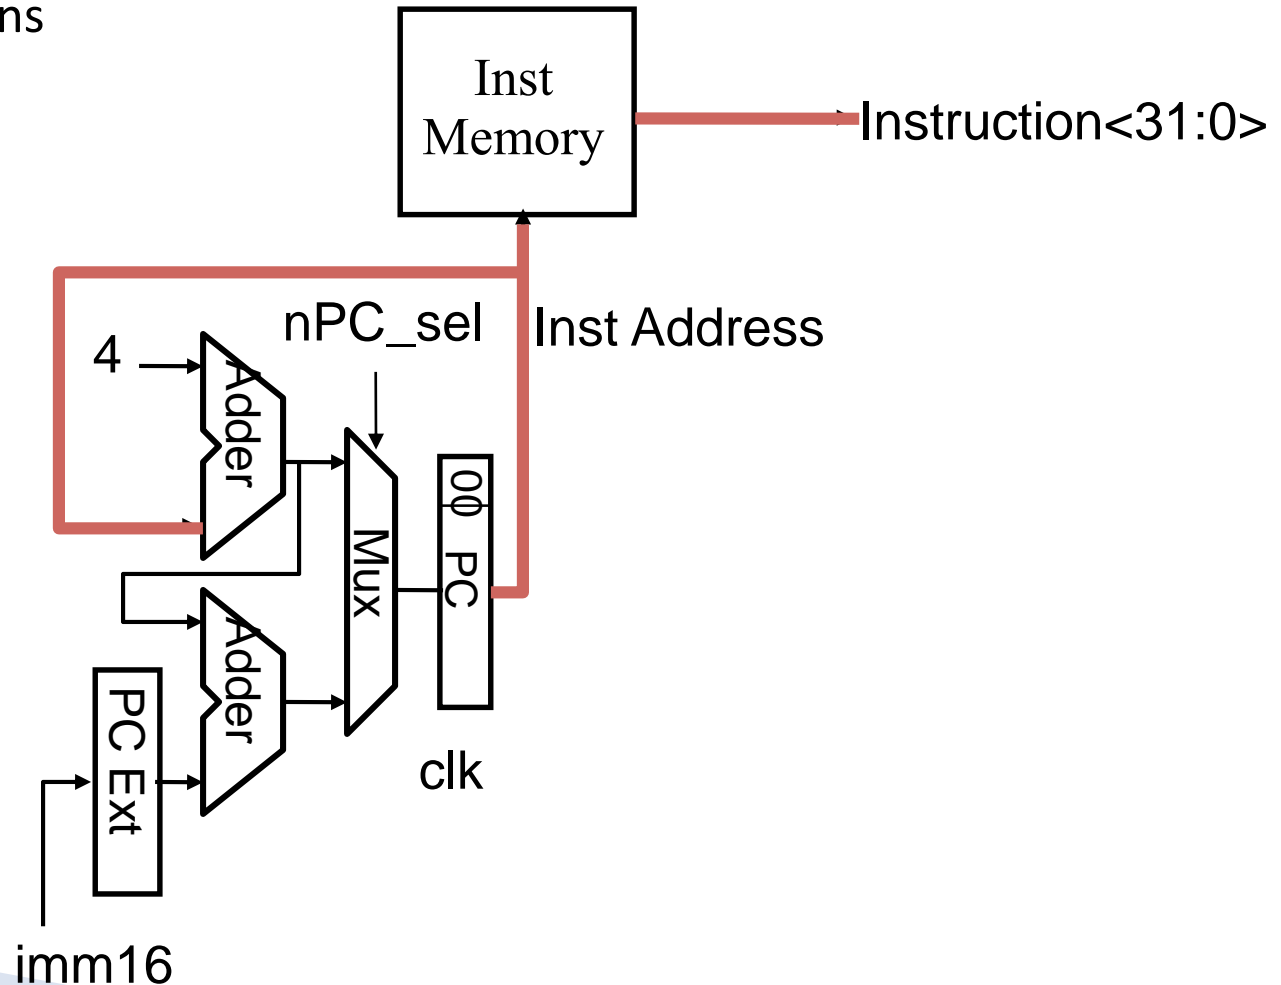 ns
Inst
Memory
Instruction<31:0>
nPC_sel
Inst Address
4
Adder
00
PC
Mux
Adder
PC Ext
clk
imm16